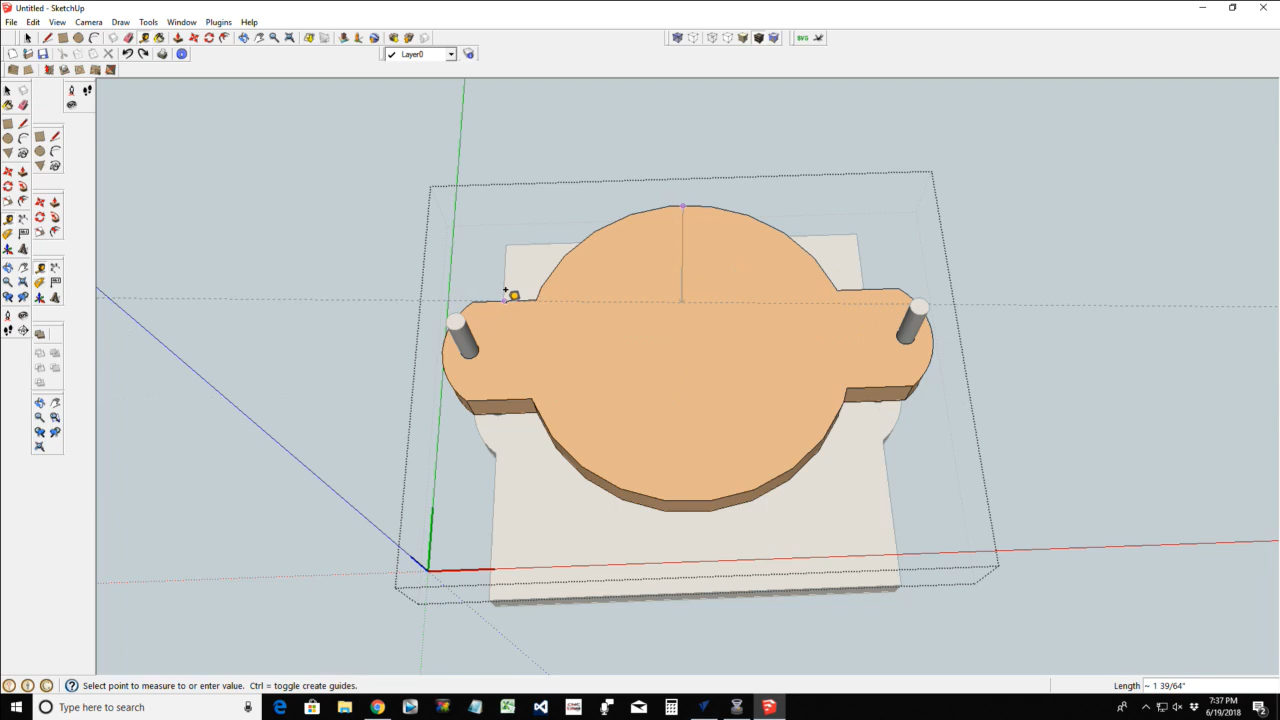 Untitled - SketchUp
File Edit View Camera Draw Tools Window Plugins Help
SVG
Layer0
Select point to measure to or enter value. Ctrl = toggle create guides.
Length ~ 1 39/64"
Type here to search
7:37 PM
6/19/2018
2